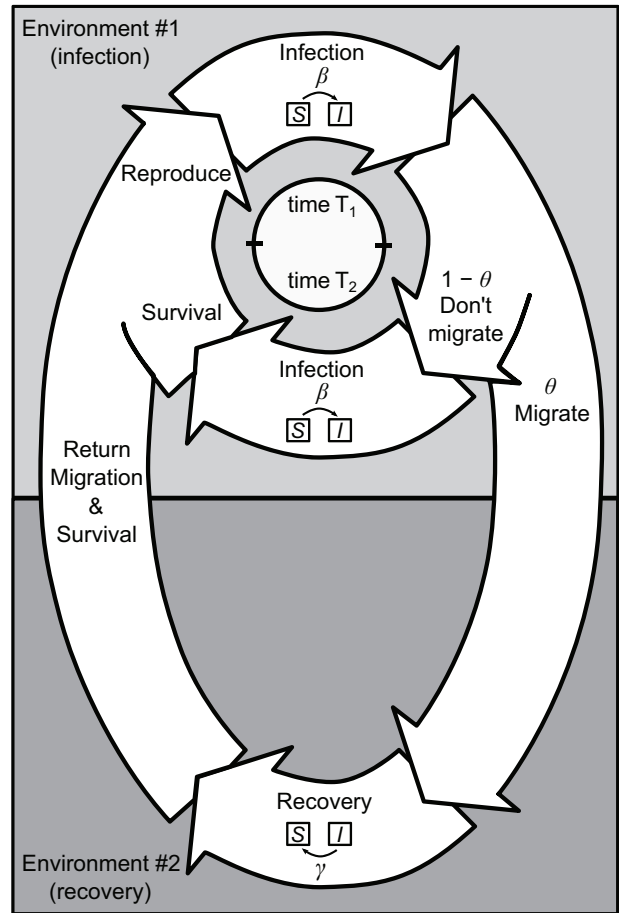 Environment #1
(infection)
Infection
β
S I
Reproduce
time T₁
time T₂
1 − θ
Don't
migrate
Survival
Infection
β
S I
θ
Migrate
Return
Migration
&
Survival
Recovery
S I
γ
Environment #2
(recovery)